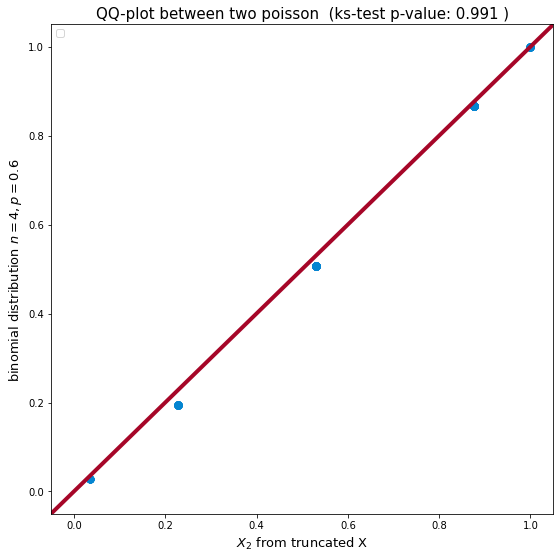 QQ-plot between two poisson (ks-test p-value: 0.991 )
1.0
0.8
0.6
0.4
0.2
0.0
binomial distribution n = 4, p = 0.6
0.0 0.2 0.4 0.6 0.8 1.0
X₂ from truncated X